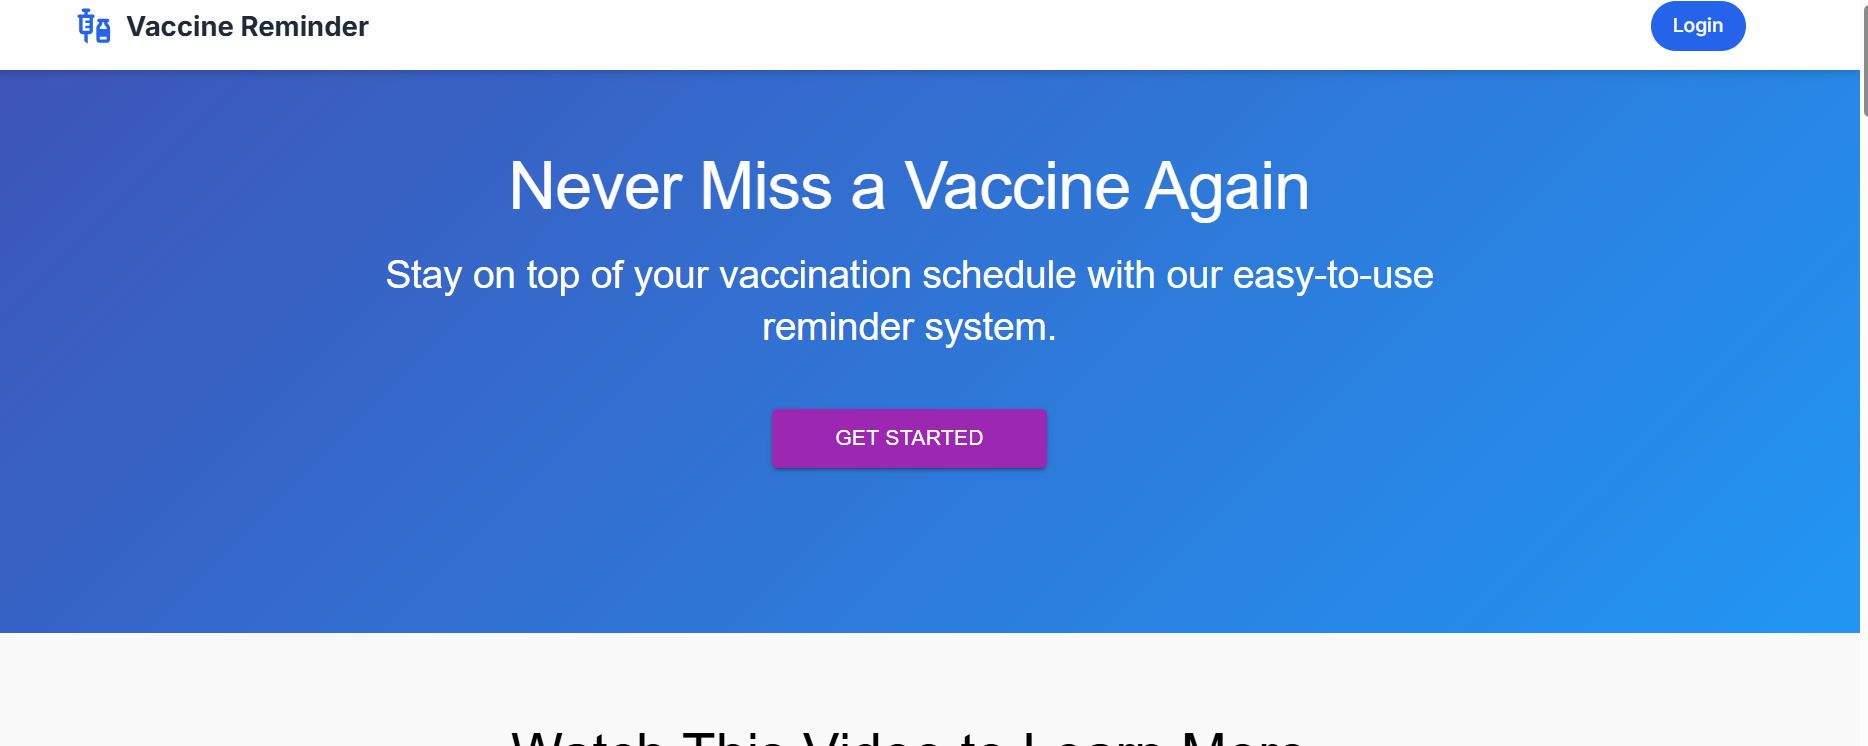 Vaccine Reminder
Login
Never Miss a Vaccine Again
Stay on top of your vaccination schedule with our easy-to-use
reminder system.
GET STARTED
Watch This Video to Learn More